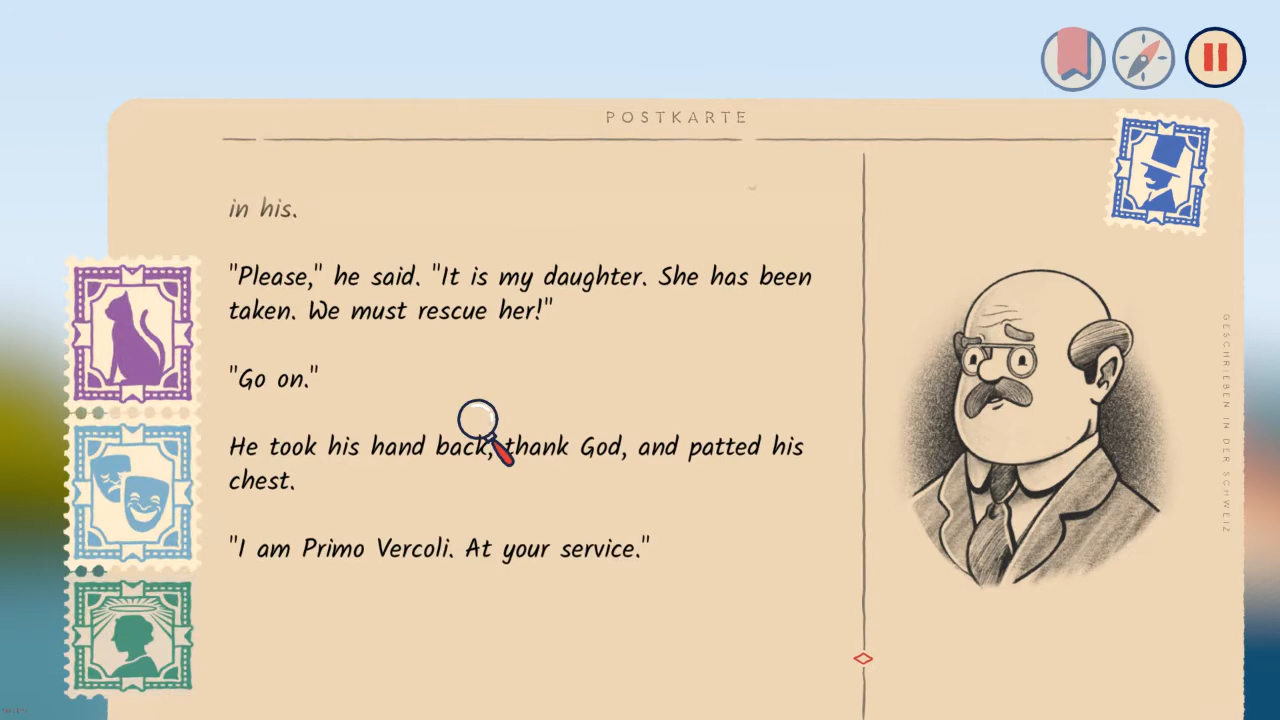 POSTKARTE
in his.
"Please," he said. "It is my daughter. She has been
taken. We must rescue her!"
"Go on."
He took his hand back, thank God, and patted his
chest.
"I am Primo Vercoli. At your service."
GESCHRIEBEN IN DER SCHWEIZ